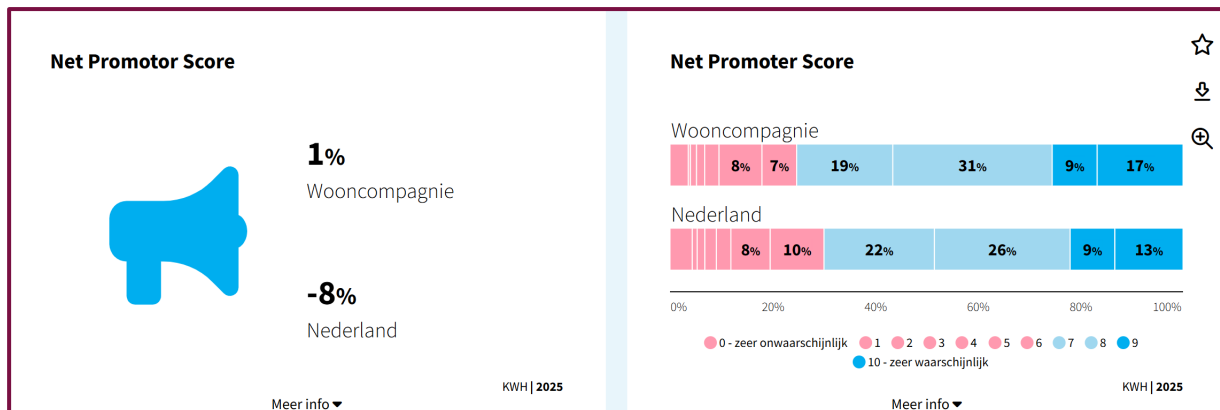 Net Promotor Score
1%
Wooncompagnie
-8%
Nederland
KWH | 2025
Meer info
Net Promoter Score
Wooncompagnie
8% 7% 19% 31% 9% 17%
Nederland
8% 10% 22% 26% 9% 13%
0% 20% 40% 60% 80% 100%
0 - zeer onwaarschijnlijk 1 2 3 4 5 6 7 8 9
10 - zeer waarschijnlijk
KWH | 2025
Meer info